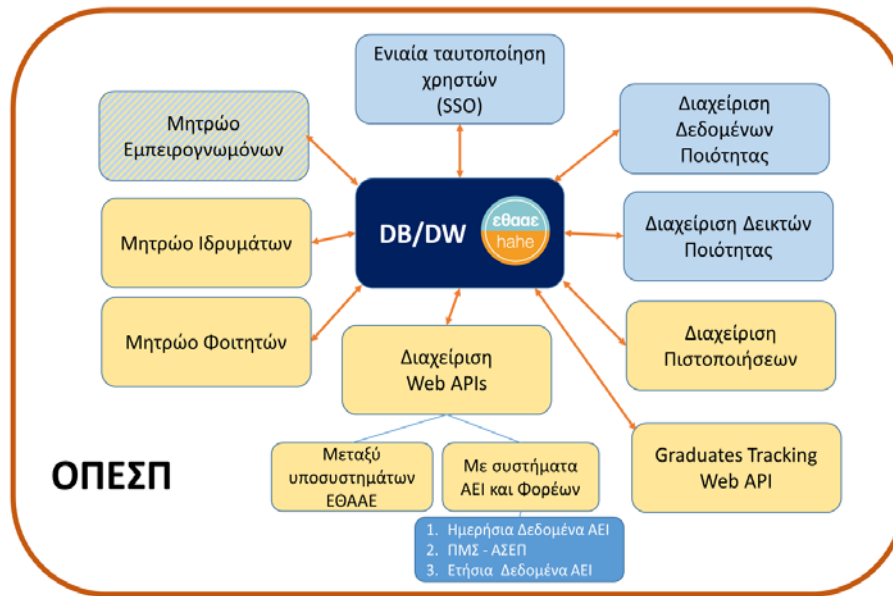 Ενιαία ταυτοποίηση
χρηστών
(SSO)
Μητρώο
Εμπειρογνωμόνων
Διαχείριση
Δεδομένων
Ποιότητας
DB/DW
εθααε
hahe
Μητρώο Ιδρυμάτων
Διαχείριση Δεικτών
Ποιότητας
Μητρώο Φοιτητών
Διαχείριση
Web APIs
Διαχείριση
Πιστοποιήσεων
Μεταξύ
υποσυστημάτων
ΕΘΑΑΕ
Με συστήματα
ΑΕΙ και Φορέων
Graduates Tracking
Web API
ΟΠΕΣΠ
1. Ημερήσια Δεδομένα ΑΕΙ
2. ΠΜΣ - ΑΣΕΠ
3. Ετήσια Δεδομένα ΑΕΙ